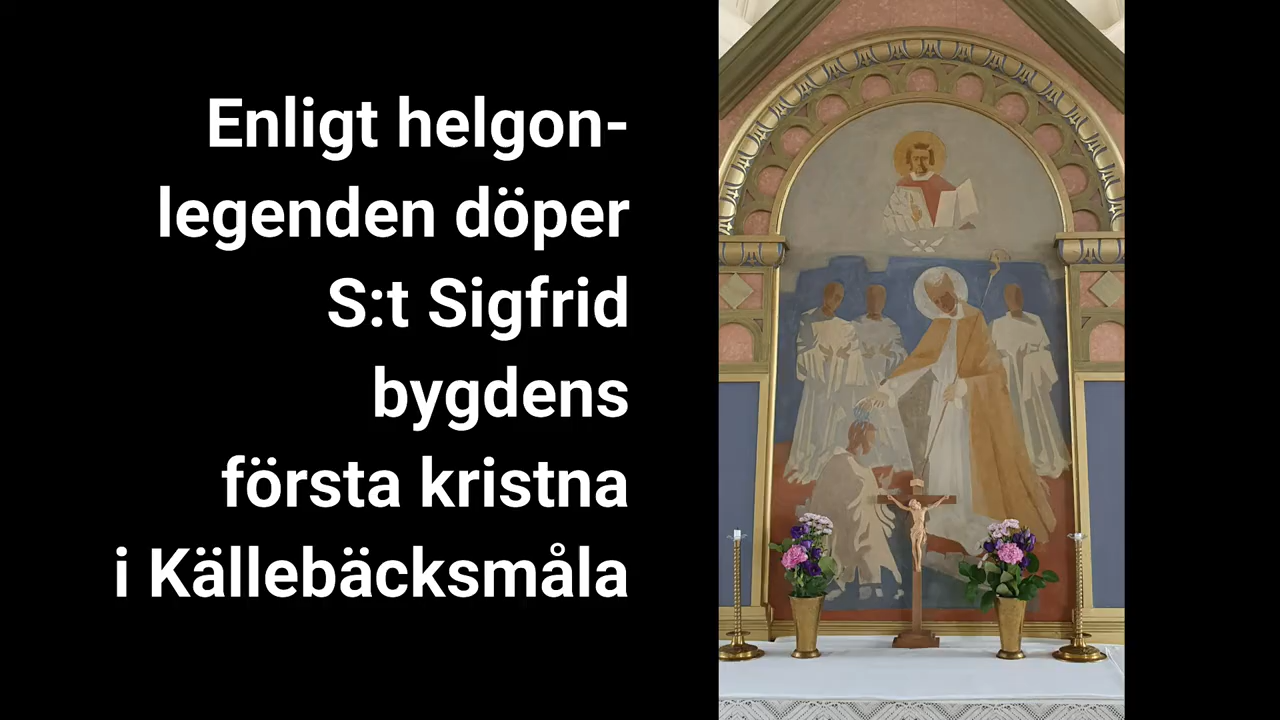 Enligt helgon-
legenden döper
S:t Sigfrid
bygdens
första kristna
i Källebäcksmåla